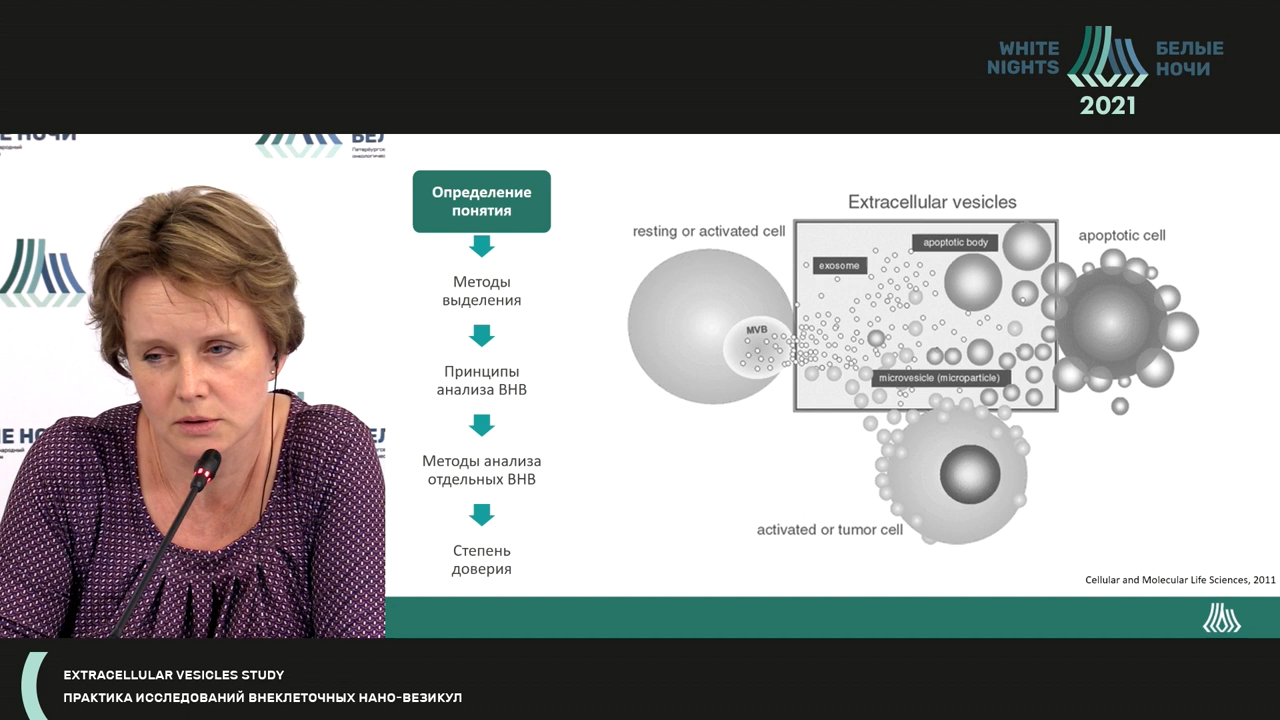 WHITE
NIGHTS
БЕЛЫЕ
НОЧИ
2021
Е НОЧИ
БЕЛ
Определение
понятия
Методы
выделения
Принципы
анализа ВНВ
Методы анализа
отдельных ВНВ
Степень
доверия
Extracellular vesicles
resting or activated cell
apoptotic cell
apoptotic body
exosome
MVB
microvesicle (microparticle)
activated or tumor cell
Cellular and Molecular Life Sciences, 2011
EXTRACELLULAR VESICLES STUDY
ПРАКТИКА ИССЛЕДОВАНИЙ ВНЕКЛЕТОЧНЫХ НАНО-ВЕЗИКУЛ